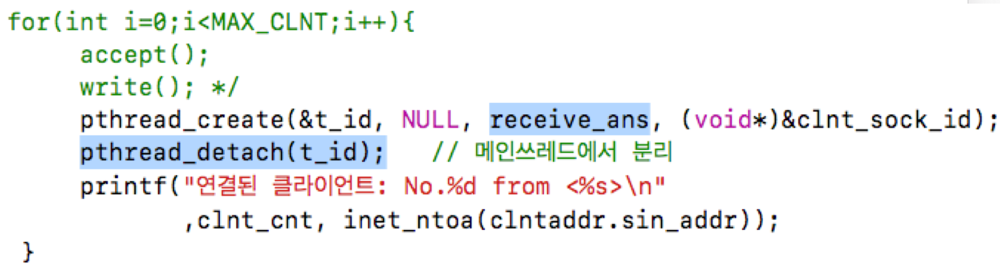 for(int i=0;i<MAX_CLNT;i++){
accept();
write(); */
pthread_create(&t_id, NULL, receive_ans, (void*)&clnt_sock_id);
pthread_detach(t_id); // 메인쓰레드에서 분리
printf("연결된 클라이언트: No.%d from <%s>\n"
,clnt_cnt, inet_ntoa(clntaddr.sin_addr));
}